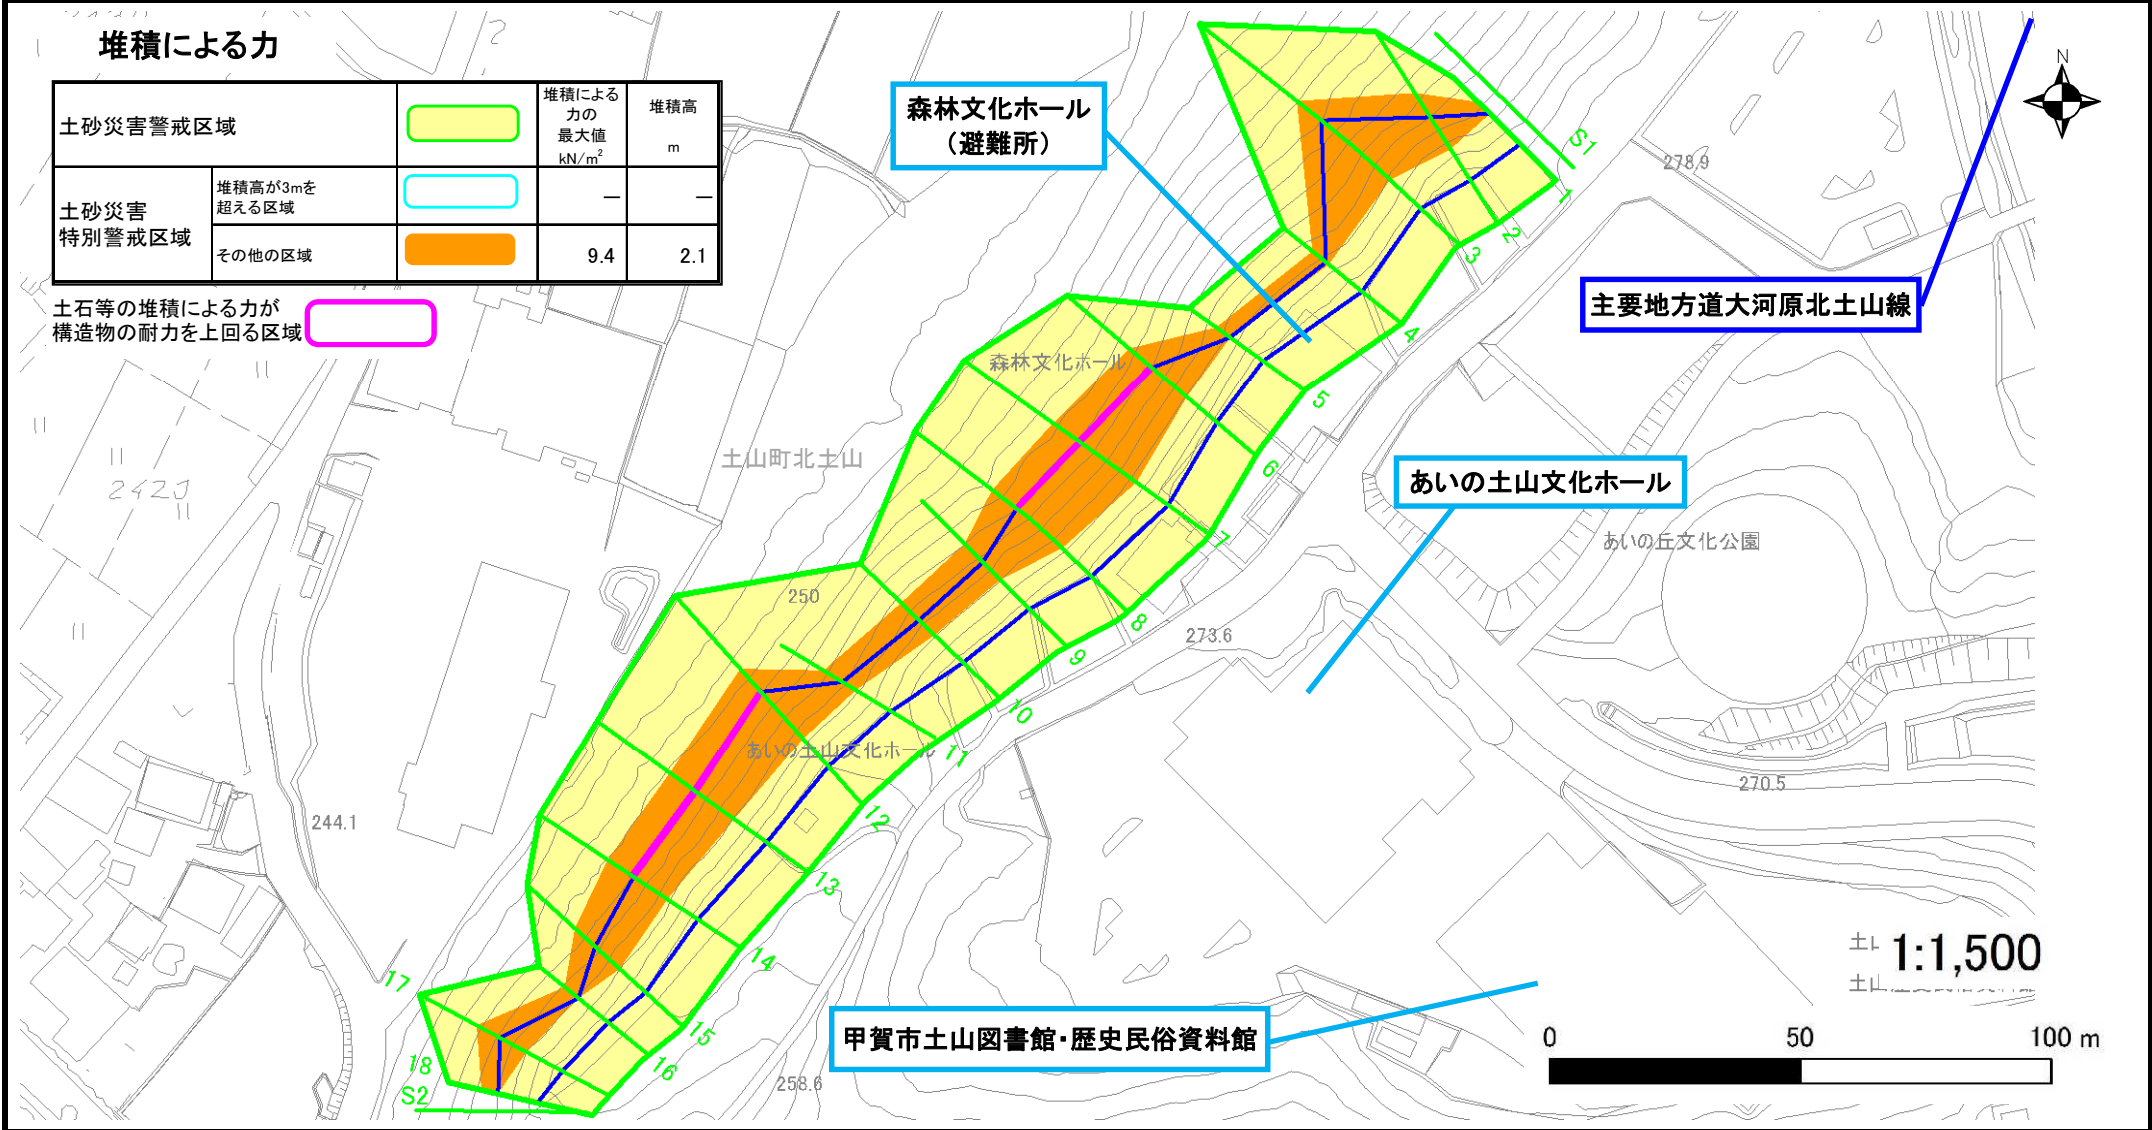 堆積による力
土砂災害警戒区域
堆積による
力の
最大値
kN/m²
堆積高
m
土砂災害
特別警戒区域
堆積高が3mを
超える区域
―
―
その他の区域
9.4
2.1
土石等の堆積による力が
構造物の耐力を上回る区域
森林文化ホール
（避難所）
主要地方道大河原北土山線
あいの土山文化ホール
甲賀市土山図書館・歴史民俗資料館
N
S1
1
2
3
4
5
6
7
8
9
10
11
12
13
14
15
16
17
18
S2
278.9
森林文化ホール
土山町北土山
あいの丘文化公園
250
273.6
あいの土山文化ホール
270.5
244.1
258.6
1:1,500
0
50
100 m